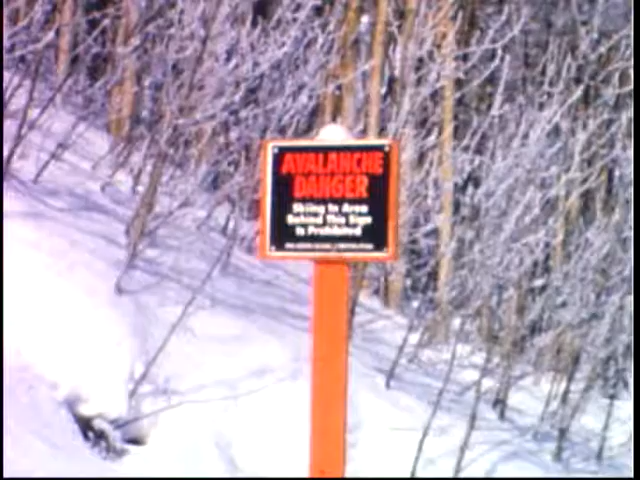 AVALANCHE
DANGER
Skiing In Area
Behind This Sign
Is Prohibited